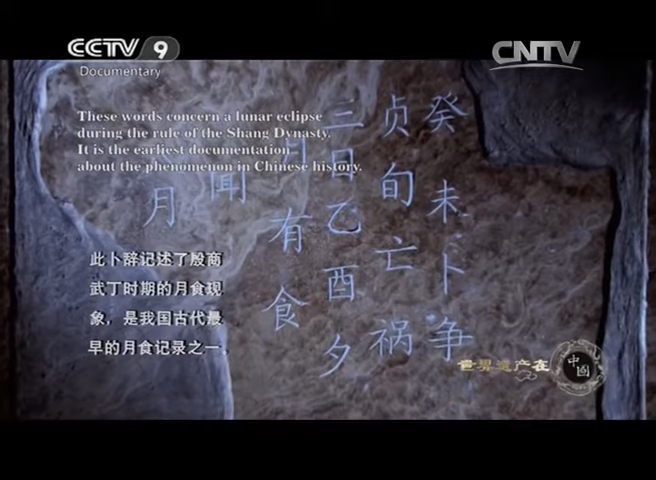 CCTV 9
Documentary
CNTV
These words concern a lunar eclipse
during the rule of the Shang Dynasty.
It is the earliest documentation
about the phenomenon in Chinese history.
癸未卜争
贞旬亡祸
三日乙酉夕
月有食
闻
月
此卜辞记述了殷商
武丁时期的月食现
象，是我国古代最
早的月食记录之一
世界遗产在
中國